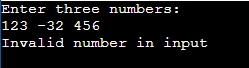 Enter three numbers:
123 -32 456
Invalid number in input